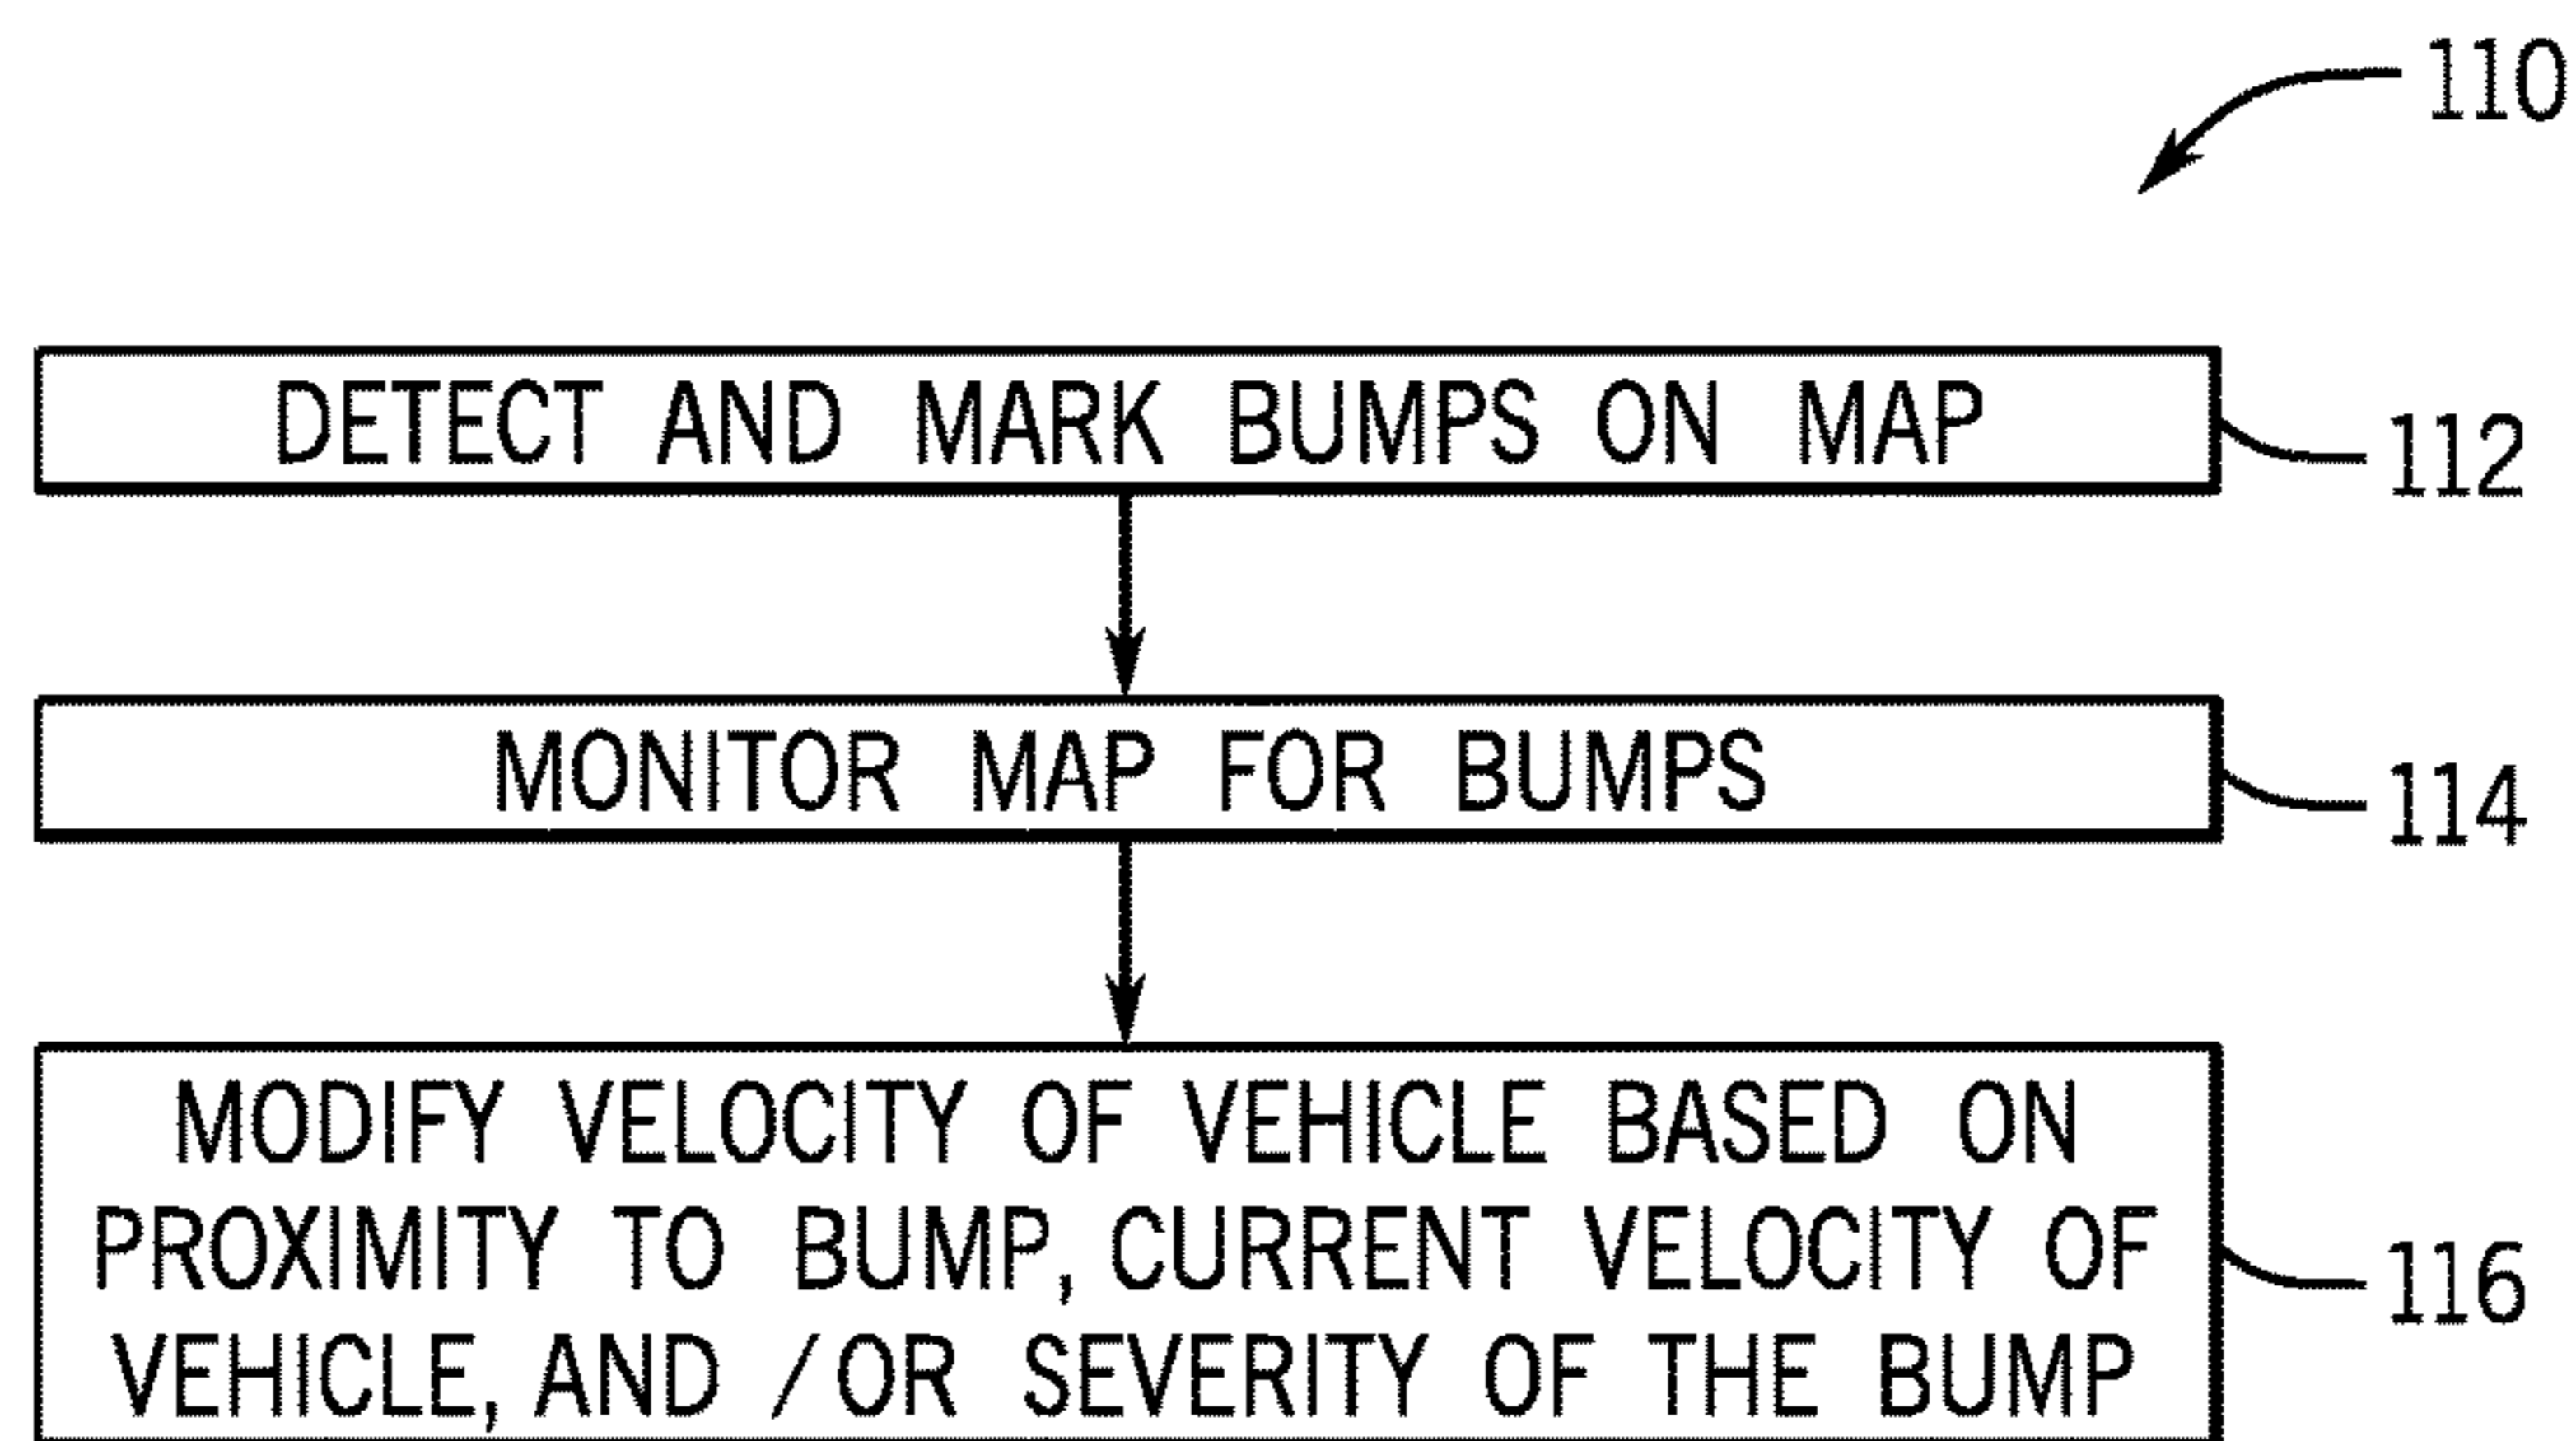 110
DETECT AND MARK BUMPS ON MAP
112
MONITOR MAP FOR BUMPS
114
MODIFY VELOCITY OF VEHICLE BASED ON
PROXIMITY TO BUMP, CURRENT VELOCITY OF
VEHICLE, AND /OR SEVERITY OF THE BUMP
116